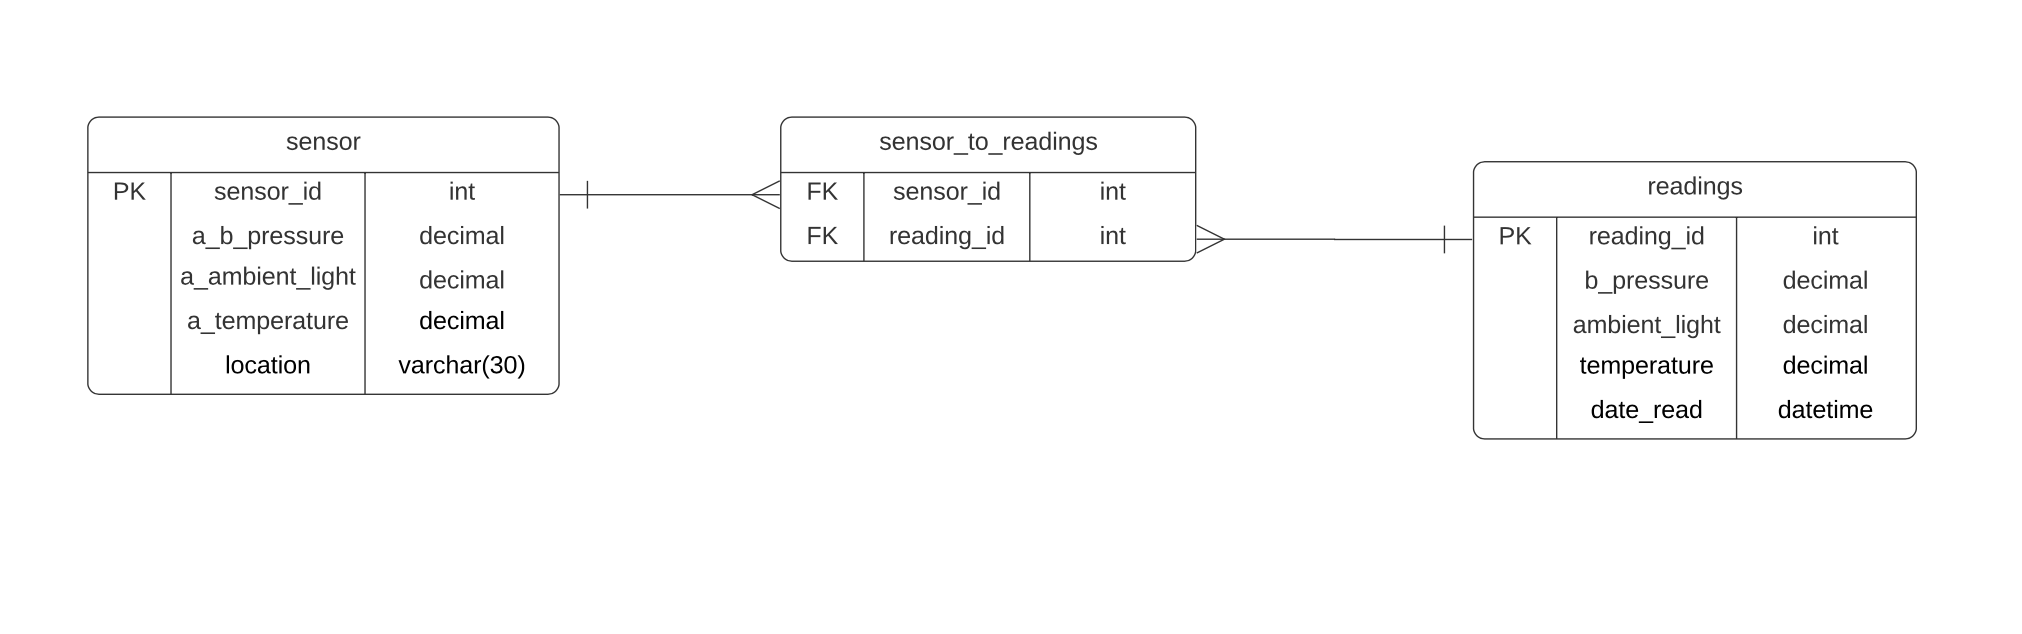 sensor
PK sensor_id int
a_b_pressure decimal
a_ambient_light decimal
a_temperature decimal
location varchar(30)
sensor_to_readings
FK sensor_id int
FK reading_id int
readings
PK reading_id int
b_pressure decimal
ambient_light decimal
temperature decimal
date_read datetime